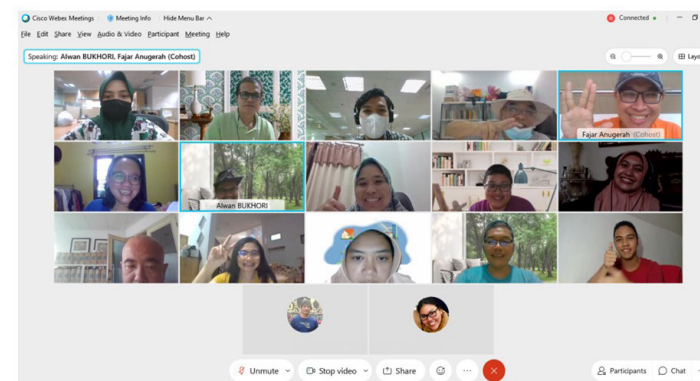 Cisco Webex Meetings Meeting Info Hide Menu Bar Connected
File Edit Share View Audio & Video Participant Meeting Help
Speaking: Alwan BUKHORI, Fajar Anugerah (Cohost)
Fajar Anugerah (Cohost)
Alwan BUKHORI
Unmute Stop video Share Participants Chat